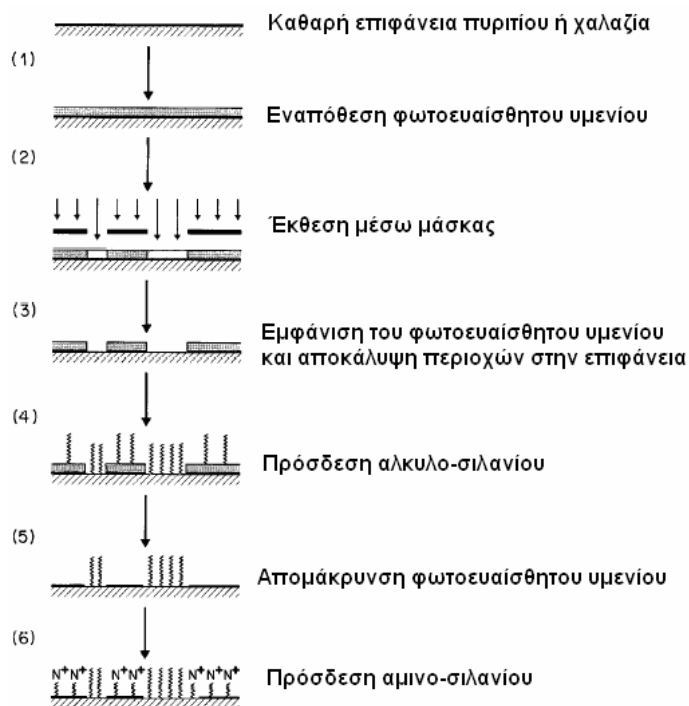 Καθαρή επιφάνεια πυριτίου ή χαλαζία
(1)
Εναπόθεση φωτοευαίσθητου υμενίου
(2)
Έκθεση μέσω μάσκας
(3)
Εμφάνιση του φωτοευαίσθητου υμενίου
και αποκάλυψη περιοχών στην επιφάνεια
(4)
Πρόσδεση αλκυλο-σιλανίου
(5)
Απομάκρυνση φωτοευαίσθητου υμενίου
(6)
N+ N+ N+ N+ N+ N+ N+
Πρόσδεση αμινο-σιλανίου